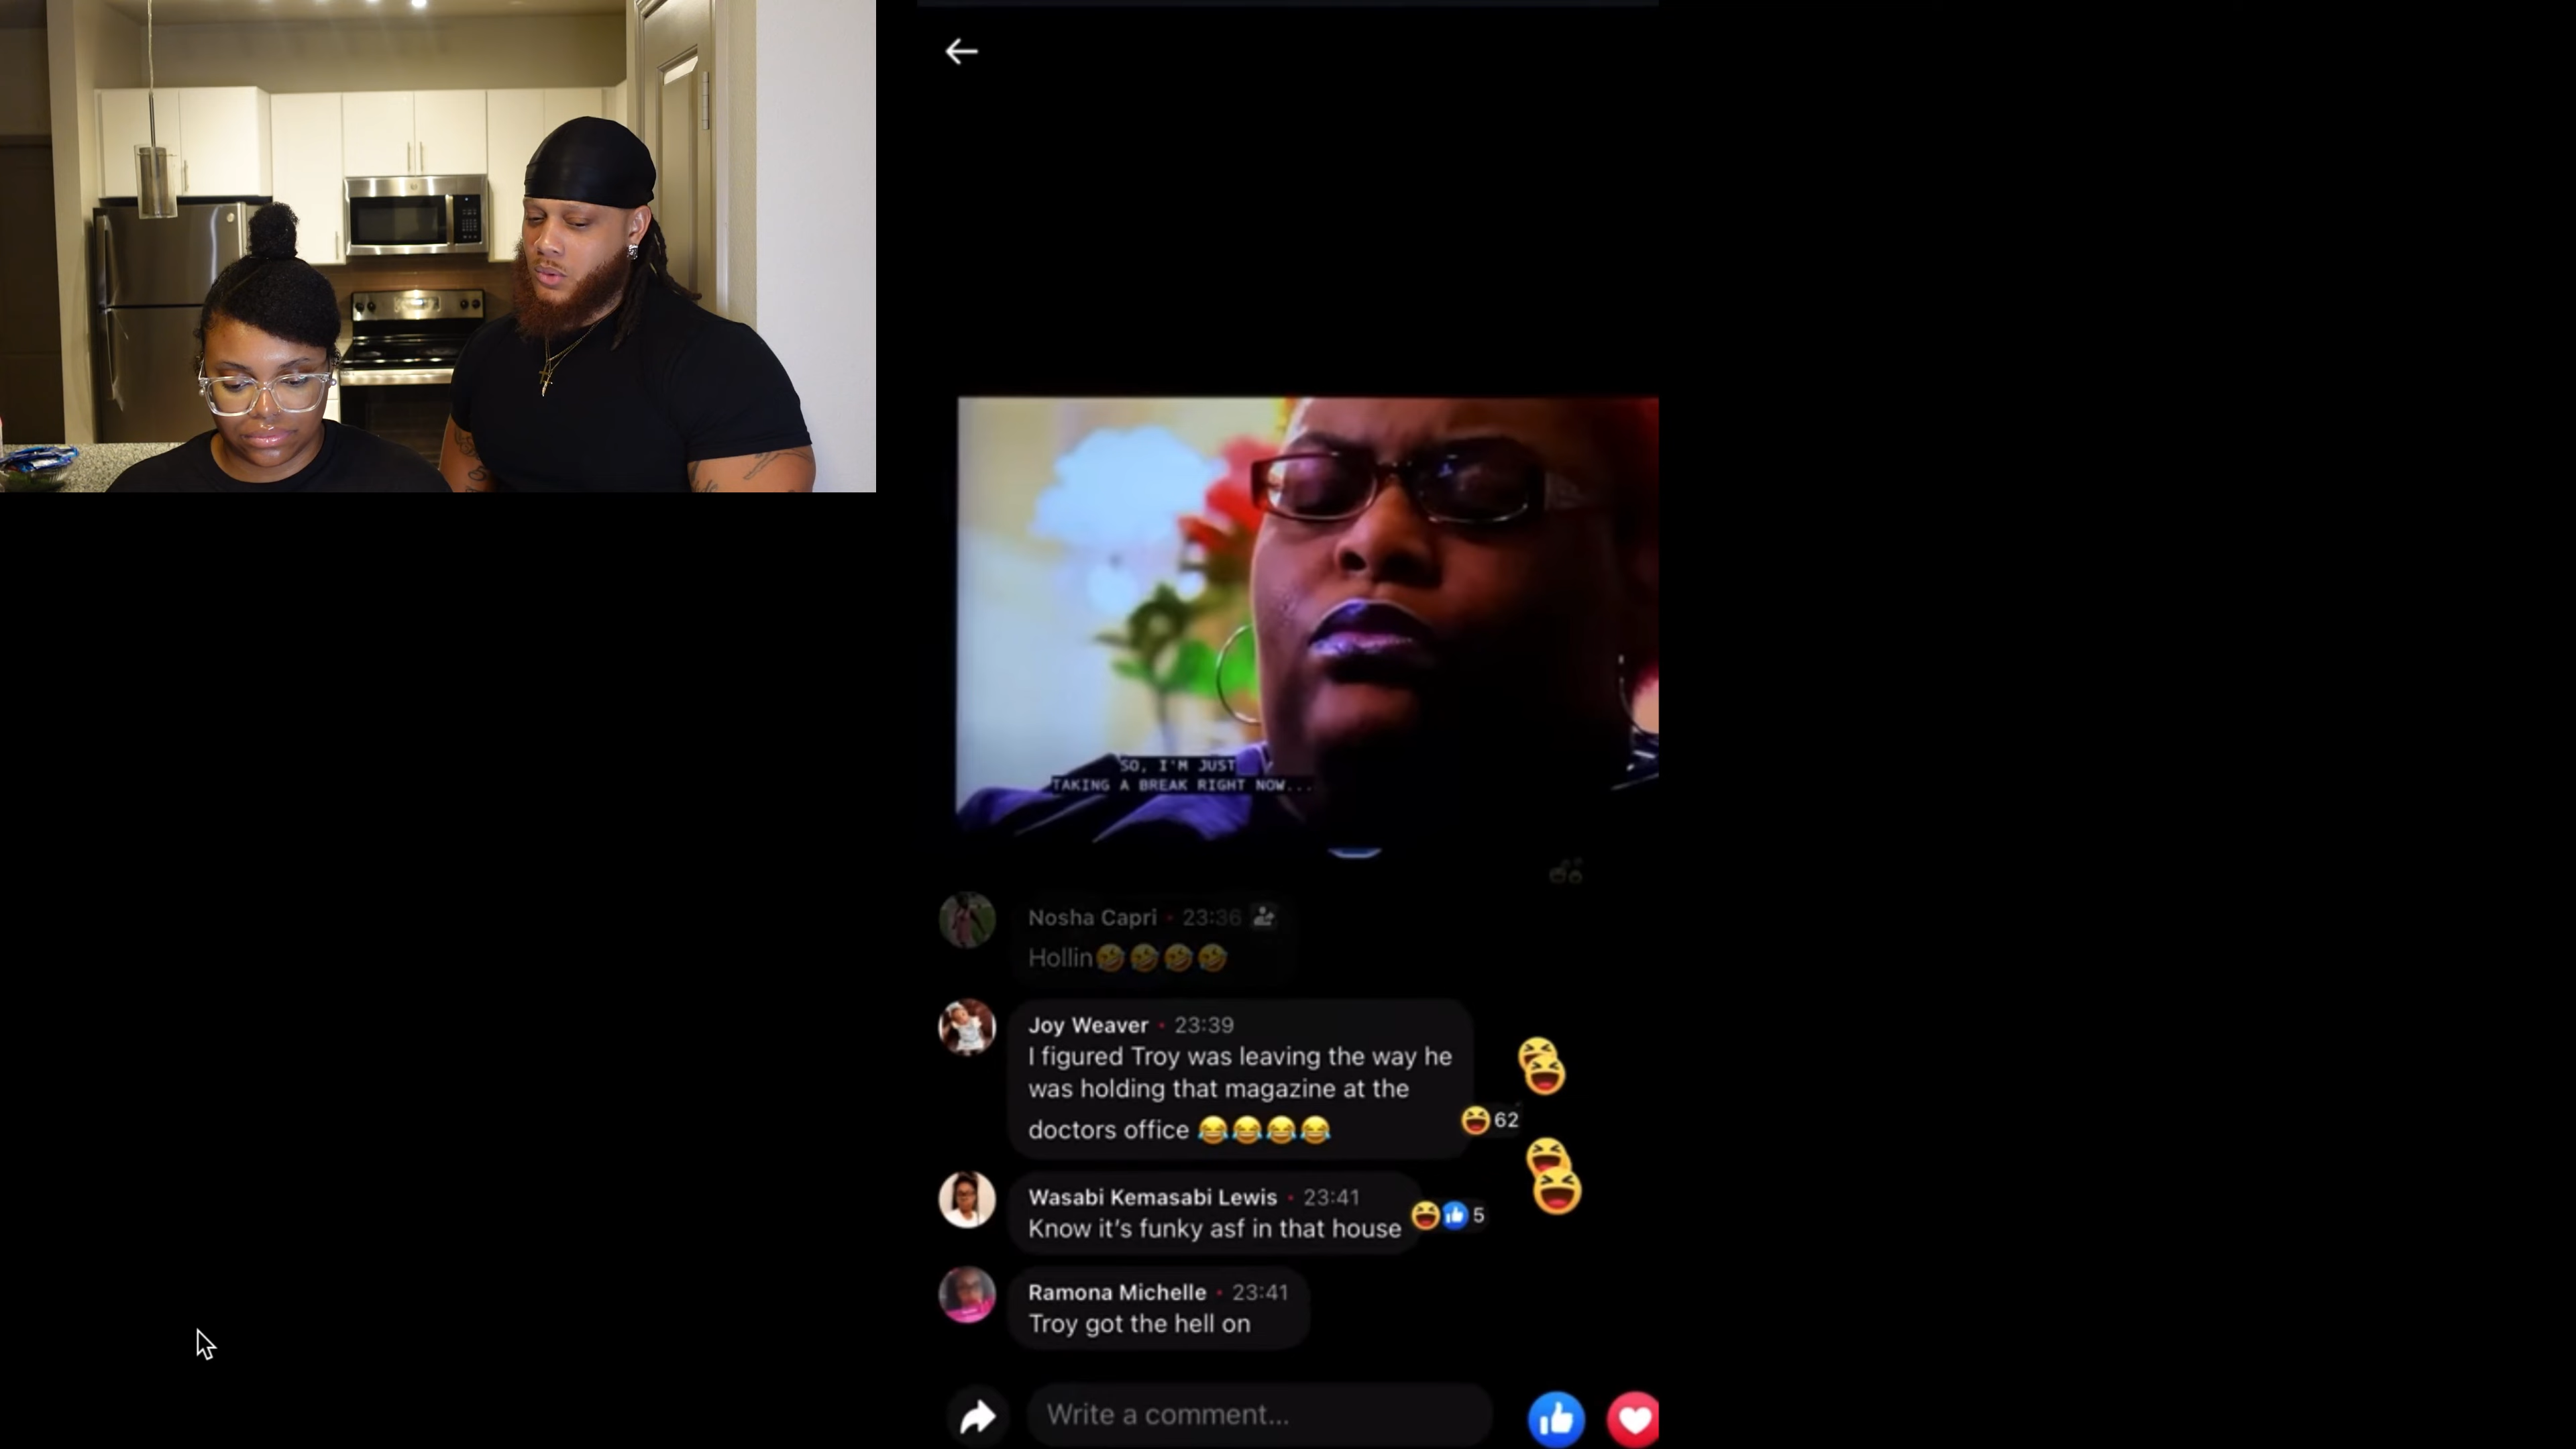 SO, I'M JUST
TAKING A BREAK RIGHT NOW...
Nosha Capri • 23:36
Hollin🤣🤣🤣🤣
Joy Weaver • 23:39
I figured Troy was leaving the way he
was holding that magazine at the
doctors office 😂😂😂😂
62
Wasabi Kemasabi Lewis • 23:41
Know it's funky asf in that house
5
Ramona Michelle • 23:41
Troy got the hell on
Write a comment...